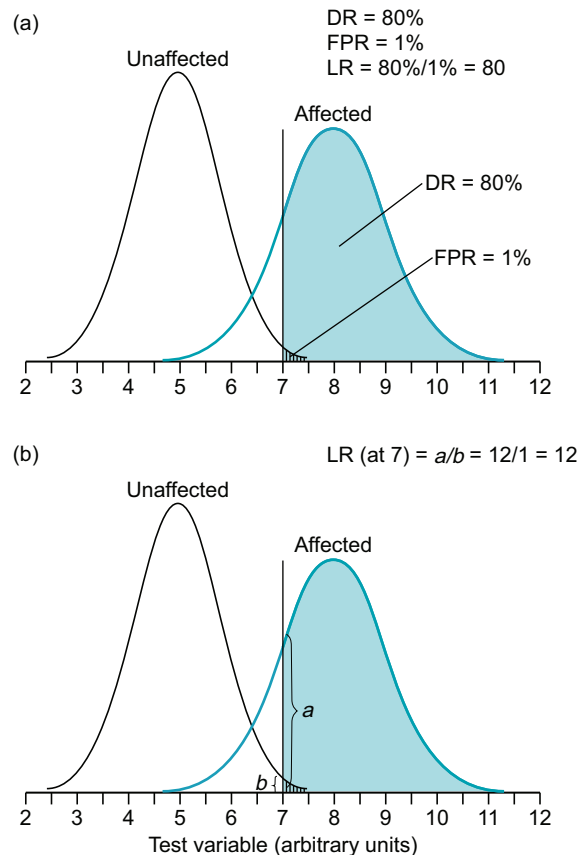 (a)
DR = 80%
FPR = 1%
LR = 80%/1% = 80
Unaffected
Affected
DR = 80%
FPR = 1%
2 3 4 5 6 7 8 9 10 11 12
(b)
LR (at 7) = a/b = 12/1 = 12
Unaffected
Affected
a
b
2 3 4 5 6 7 8 9 10 11 12
Test variable (arbitrary units)